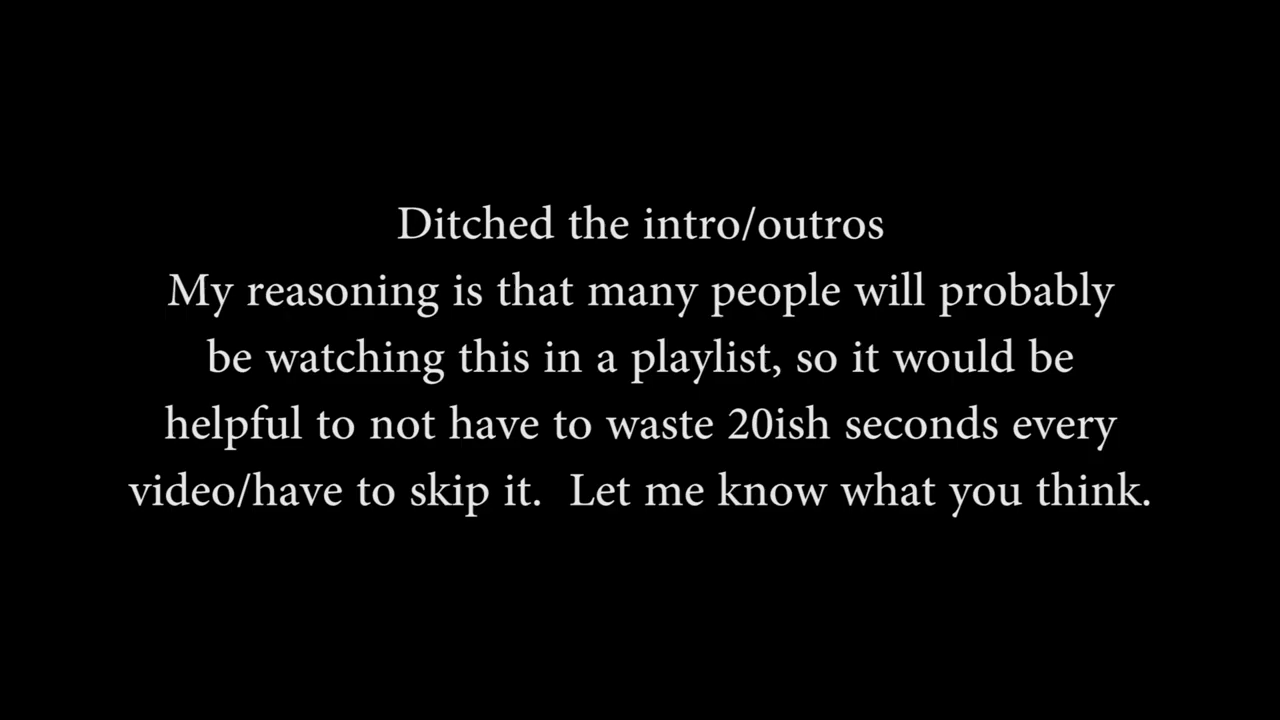 Ditched the intro/outros
My reasoning is that many people will probably
be watching this in a playlist, so it would be
helpful to not have to waste 20ish seconds every
video/have to skip it.  Let me know what you think.